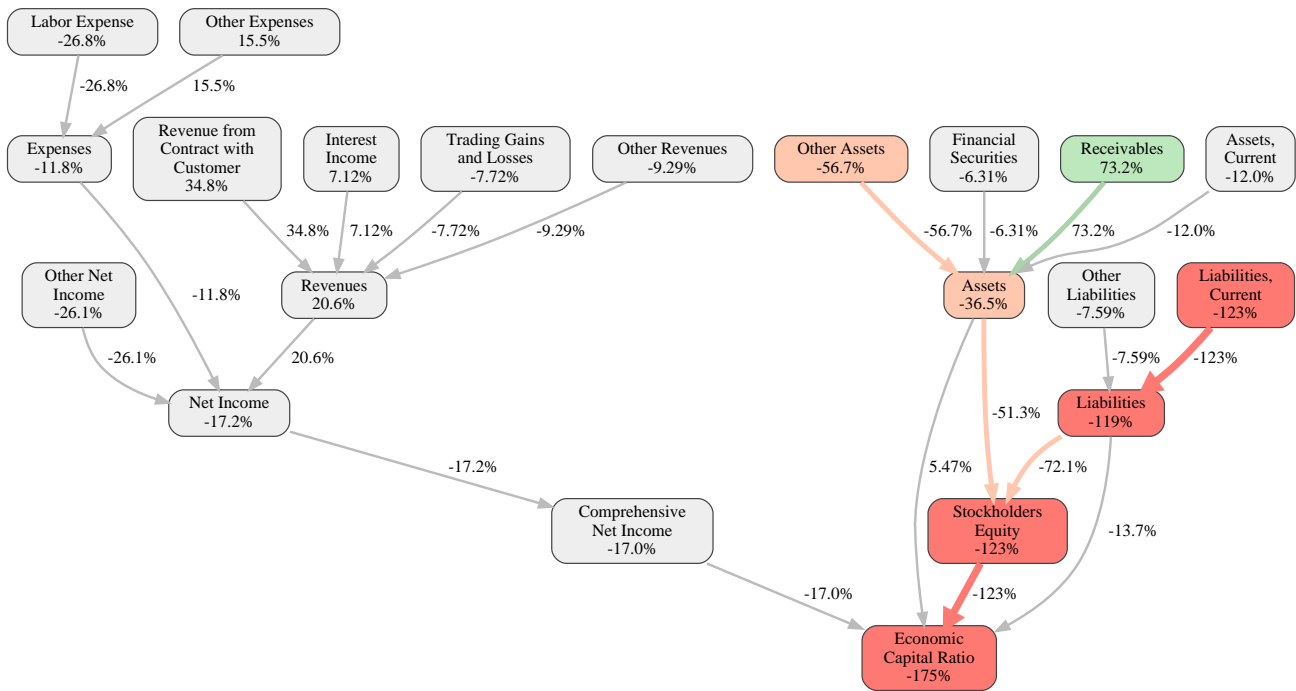 Labor Expense
-26.8%
Other Expenses
15.5%
-26.8%
15.5%
Expenses
-11.8%
Revenue from
Contract with
Customer
34.8%
Interest
Income
7.12%
Trading Gains
and Losses
-7.72%
Other Revenues
-9.29%
Other Assets
-56.7%
Financial
Securities
-6.31%
Receivables
73.2%
Assets,
Current
-12.0%
34.8%
7.12%
-7.72%
-9.29%
-56.7%
-6.31%
73.2%
-12.0%
Other Net
Income
-26.1%
-11.8%
Revenues
20.6%
Assets
-36.5%
Other
Liabilities
-7.59%
Liabilities,
Current
-123%
-26.1%
20.6%
-7.59%
-123%
Net Income
-17.2%
Liabilities
-119%
-51.3%
-17.2%
5.47%
-72.1%
Comprehensive
Net Income
-17.0%
Stockholders
Equity
-123%
-13.7%
-17.0%
-123%
Economic
Capital Ratio
-175%